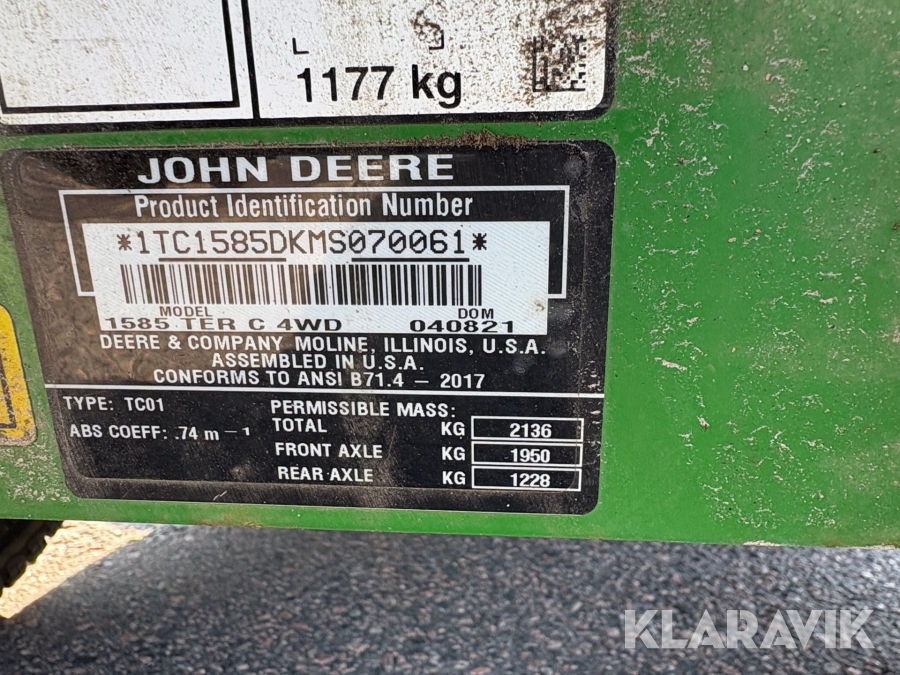 1177 kg
JOHN DEERE
Product Identification Number
*1TC1585DKMS070061*
MODEL DOM
1585 TER C 4WD 040821
DEERE & COMPANY MOLINE, ILLINOIS, U.S.A.
ASSEMBLED IN U.S.A.
CONFORMS TO ANSI B71.4 – 2017
TYPE: TC01 PERMISSIBLE MASS:
ABS COEFF: .74 m – 1
TOTAL KG 2136
FRONT AXLE KG 1950
REAR AXLE KG 1228
KLARAVIK